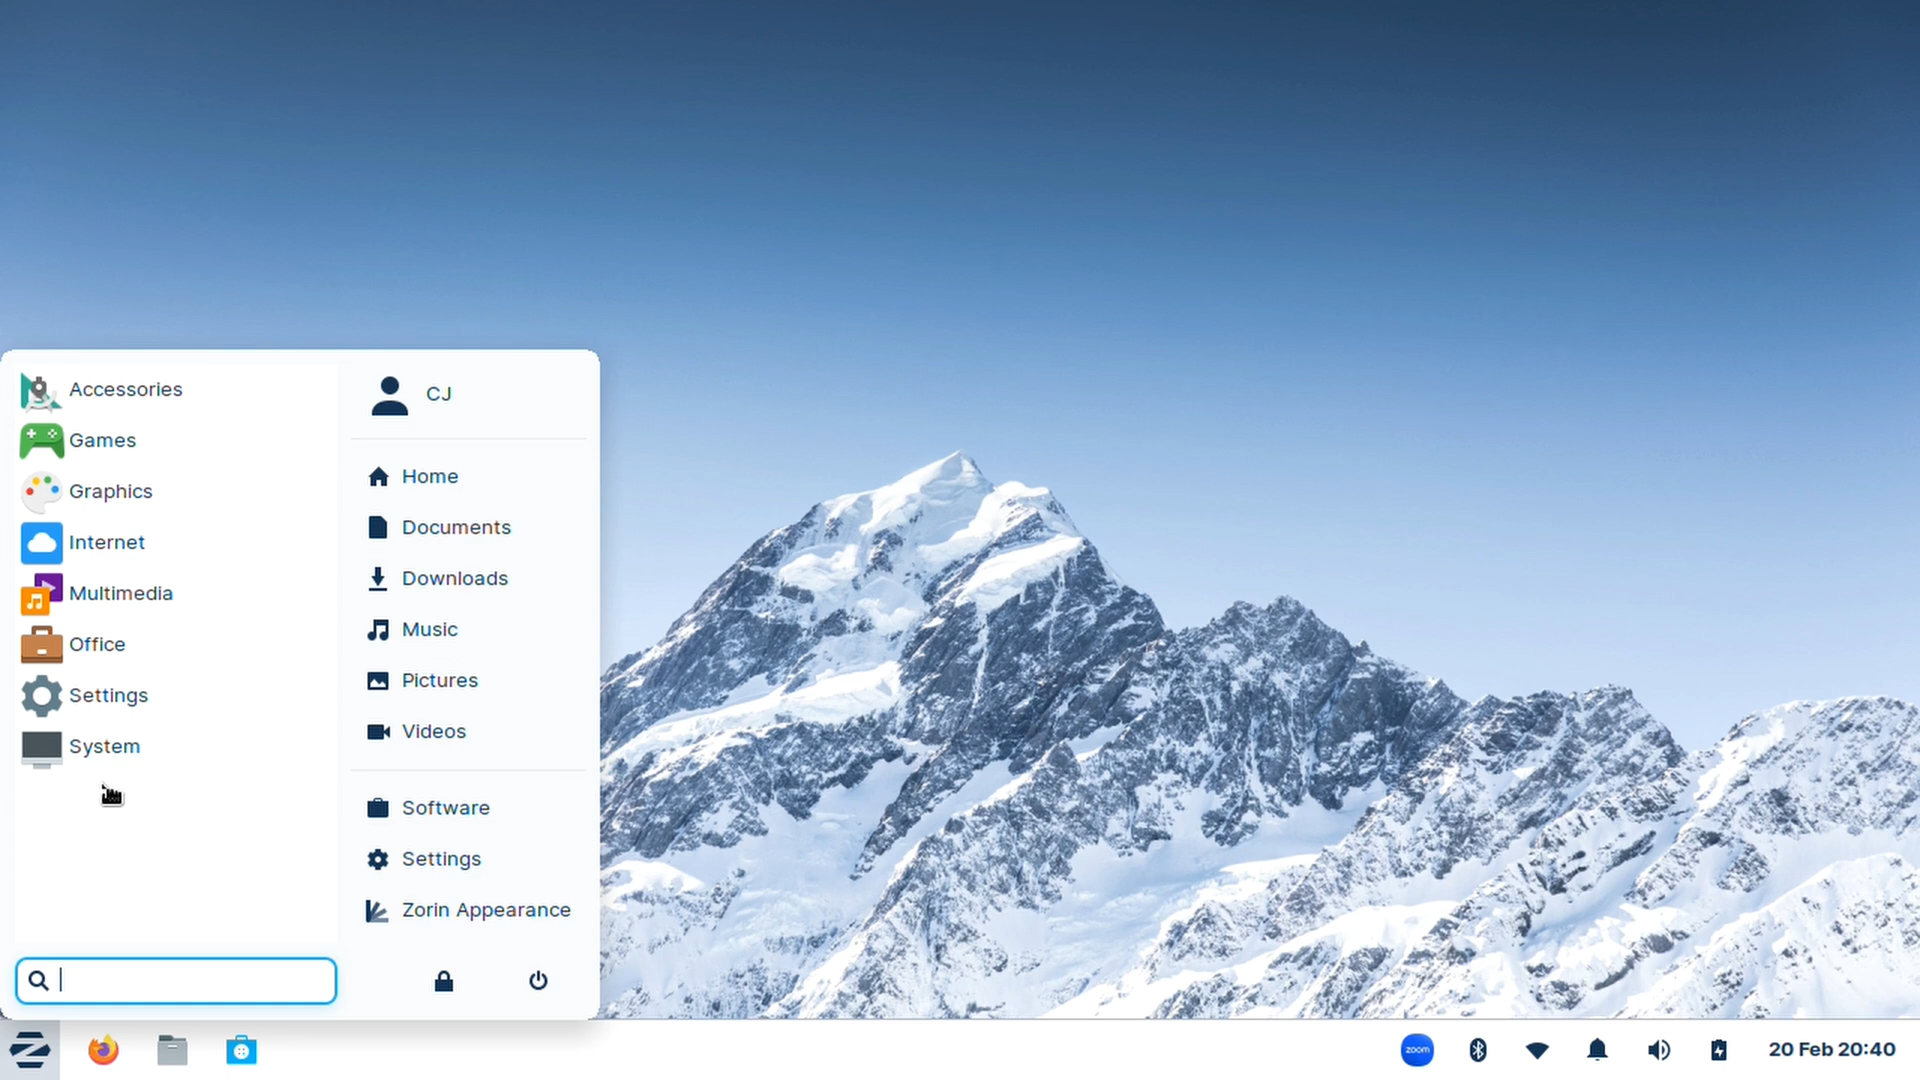 Accessories
Games
Graphics
Internet
Multimedia
Office
Settings
System
CJ
Home
Documents
Downloads
Music
Pictures
Videos
Software
Settings
Zorin Appearance
zoom
20 Feb 20:40